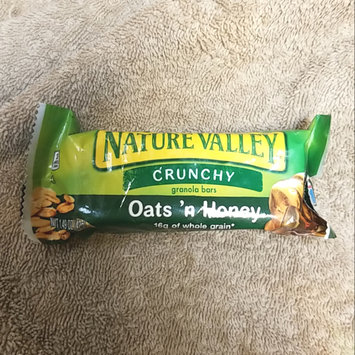 NATURE VALLEY
CRUNCHY
granola bars
Oats 'n Honey
16g of whole grain*